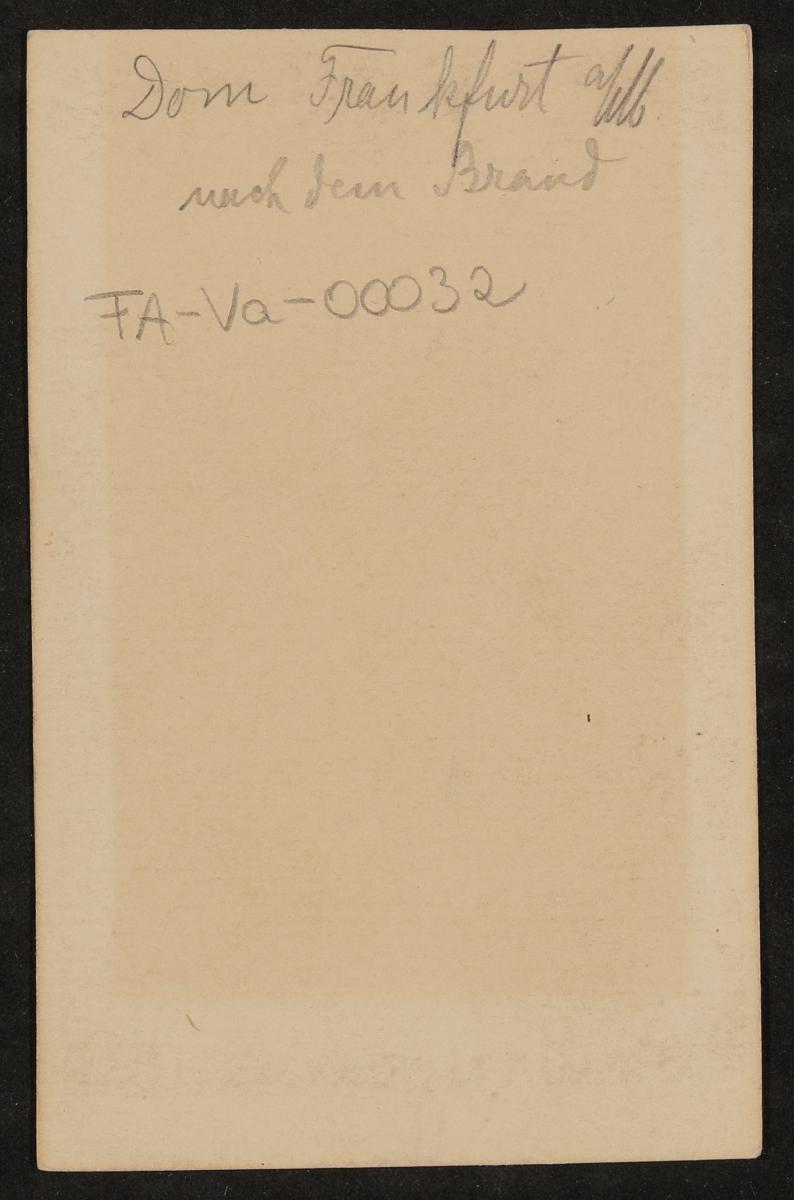 Dom Frankfurt a/M.
nach dem Brand
FA-Va-00032